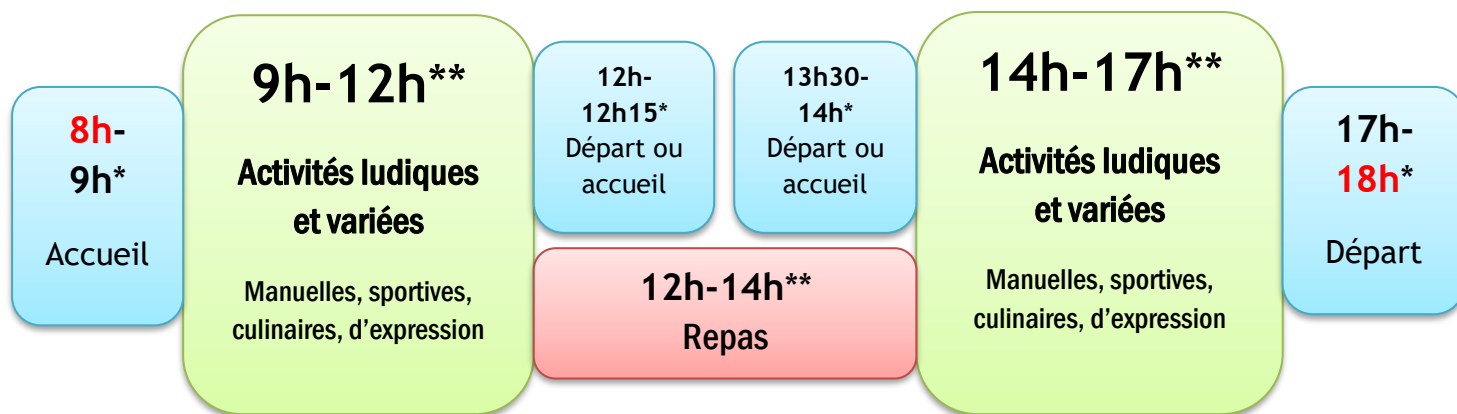 8h-
9h*
Accueil
9h-12h**
Activités ludiques
et variées
Manuelles, sportives,
culinaires, d’expression
12h-
12h15*
Départ ou
accueil
13h30-
14h*
Départ ou
accueil
12h-14h**
Repas
14h-17h**
Activités ludiques
et variées
Manuelles, sportives,
culinaires, d’expression
17h-
18h*
Départ